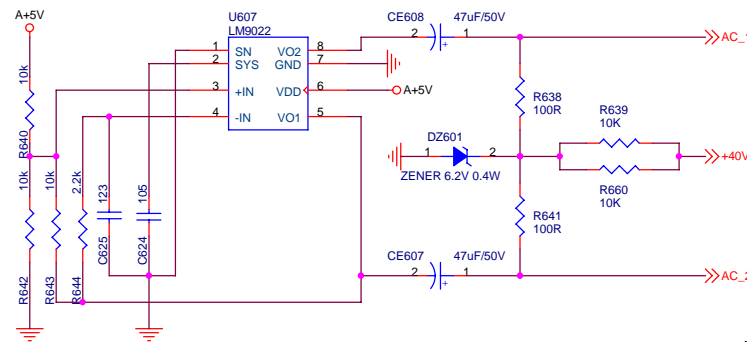 A+5V
U607
LM9022
CE608 47uF/50V
2 1
AC_1
1 SN VO2 8
2 SYS GND 7
3 +IN VDD 6
A+5V
4 -IN VO1 5
10k
R640
R638
100R
R639
10K
DZ601
1 2
ZENER 6.2V 0.4W
+40V
R660
10K
10k
R642
10k
R643
2.2k
R644
123
C625
105
C624
R641
100R
CE607 47uF/50V
2 1
AC_2
+
+